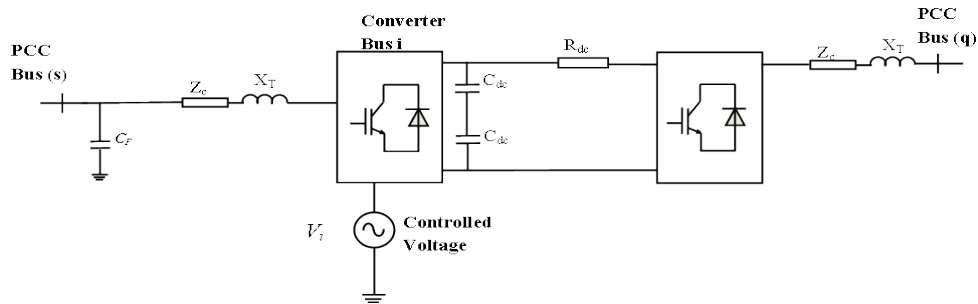 PCC
Bus (s)
Z_c
X_T
C_F
Converter
Bus i
C_dc
C_dc
R_dc
V_i
Controlled
Voltage
Z_c
X_T
PCC
Bus (q)